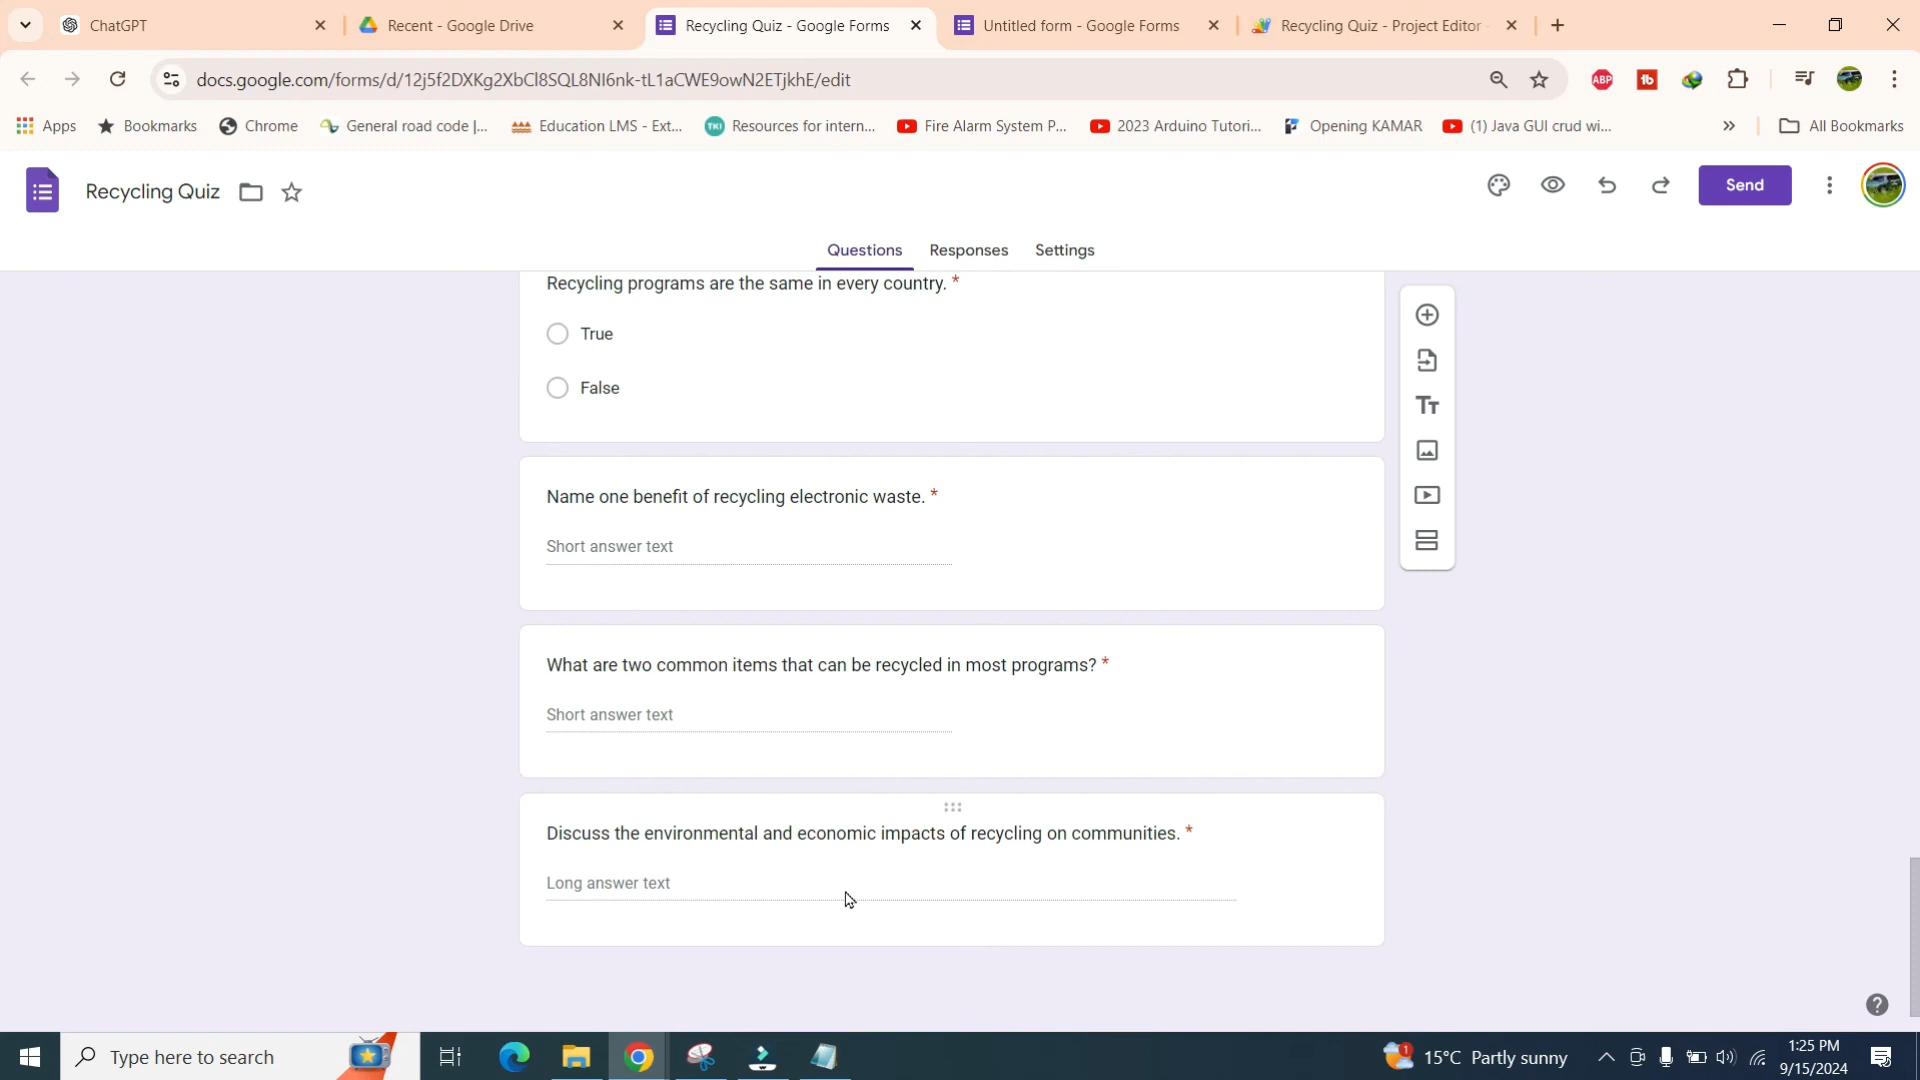 ChatGPT
Recent - Google Drive
Recycling Quiz - Google Forms
Untitled form - Google Forms
Recycling Quiz - Project Editor -
docs.google.com/forms/d/12j5f2DXKg2XbCl8SQL8NI6nk-tL1aCWE9owN2ETjkhE/edit
ABP
tb
Apps
Bookmarks
Chrome
General road code |...
Education LMS - Ext...
TKI
Resources for intern...
Fire Alarm System P...
2023 Arduino Tutori...
Opening KAMAR
(1) Java GUI crud wi...
»
All Bookmarks
Recycling Quiz
Send
Questions
Responses
Settings
Recycling programs are the same in every country. *
True
False
Name one benefit of recycling electronic waste. *
Short answer text
What are two common items that can be recycled in most programs? *
Short answer text
Discuss the environmental and economic impacts of recycling on communities. *
Long answer text
Tт
?
Type here to search
1
15°C Partly sunny
1:25 PM
9/15/2024